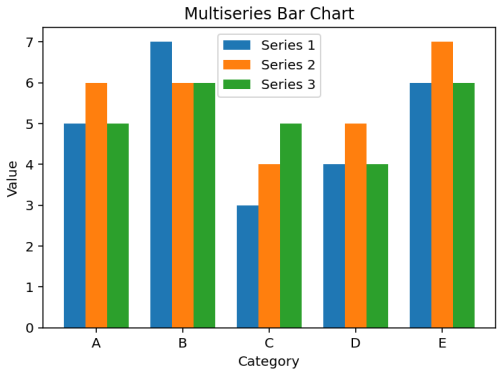 Multiseries Bar Chart
Series 1
Series 2
Series 3
7
6
5
4
3
2
1
0
Value
A B C D E
Category